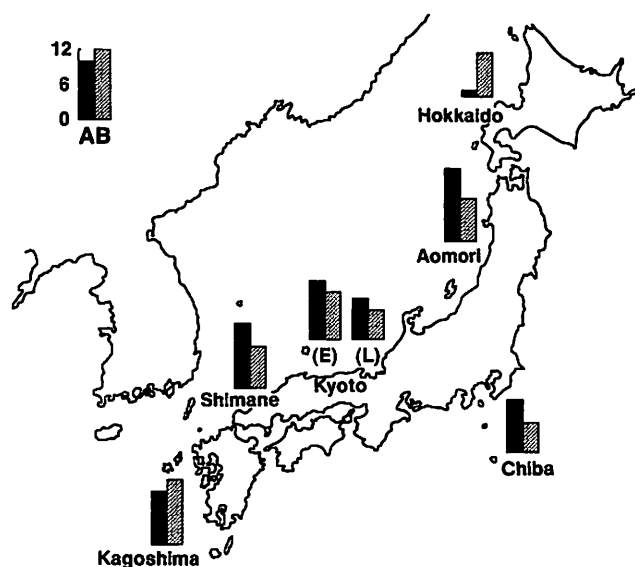 12
6
0
AB
Hokkaido
Aomori
(E) (L)
Kyoto
Shimane
Chiba
Kagoshima